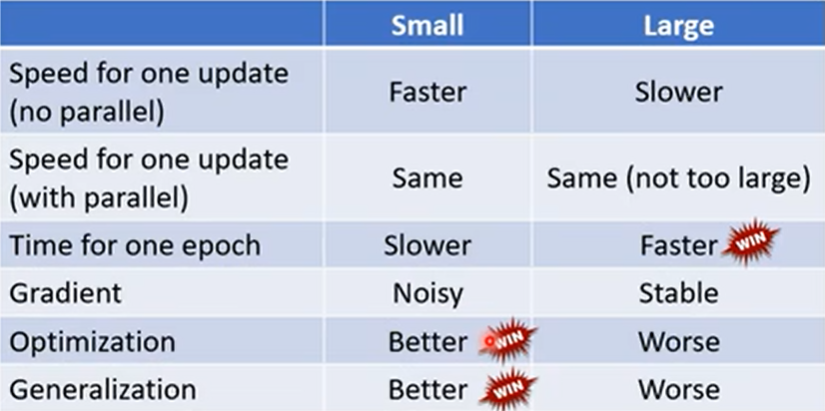 Small Large
Speed for one update
(no parallel)
Faster Slower
Speed for one update
(with parallel)
Same Same (not too large)
Time for one epoch Slower Faster WIN
Gradient Noisy Stable
Optimization Better WIN Worse
Generalization Better WIN Worse